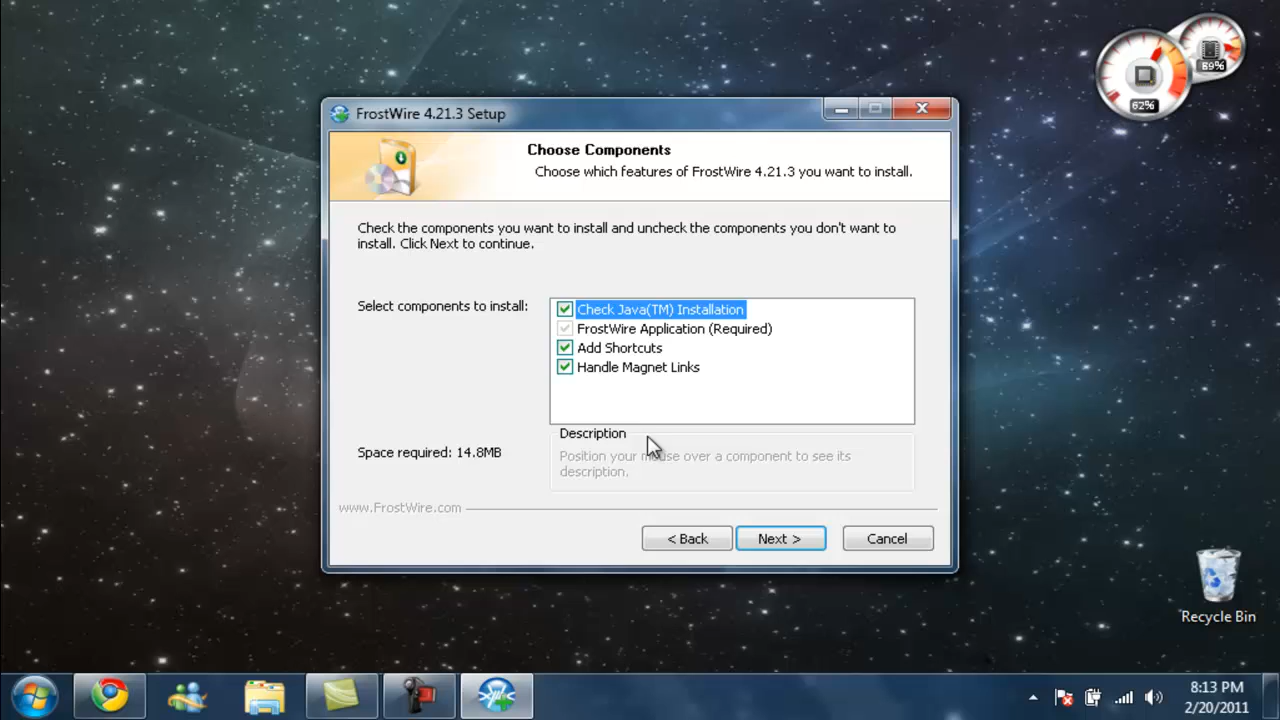 69%
62%
FrostWire 4.21.3 Setup
Choose Components
Choose which features of FrostWire 4.21.3 you want to install.
Check the components you want to install and uncheck the components you don't want to
install. Click Next to continue.
Select components to install:
Check Java(TM) Installation
FrostWire Application (Required)
Add Shortcuts
Handle Magnet Links
Space required: 14.8MB
Description
Position your mouse over a component to see its
description.
www.FrostWire.com
< Back
Next >
Cancel
Recycle Bin
8:13 PM
2/20/2011